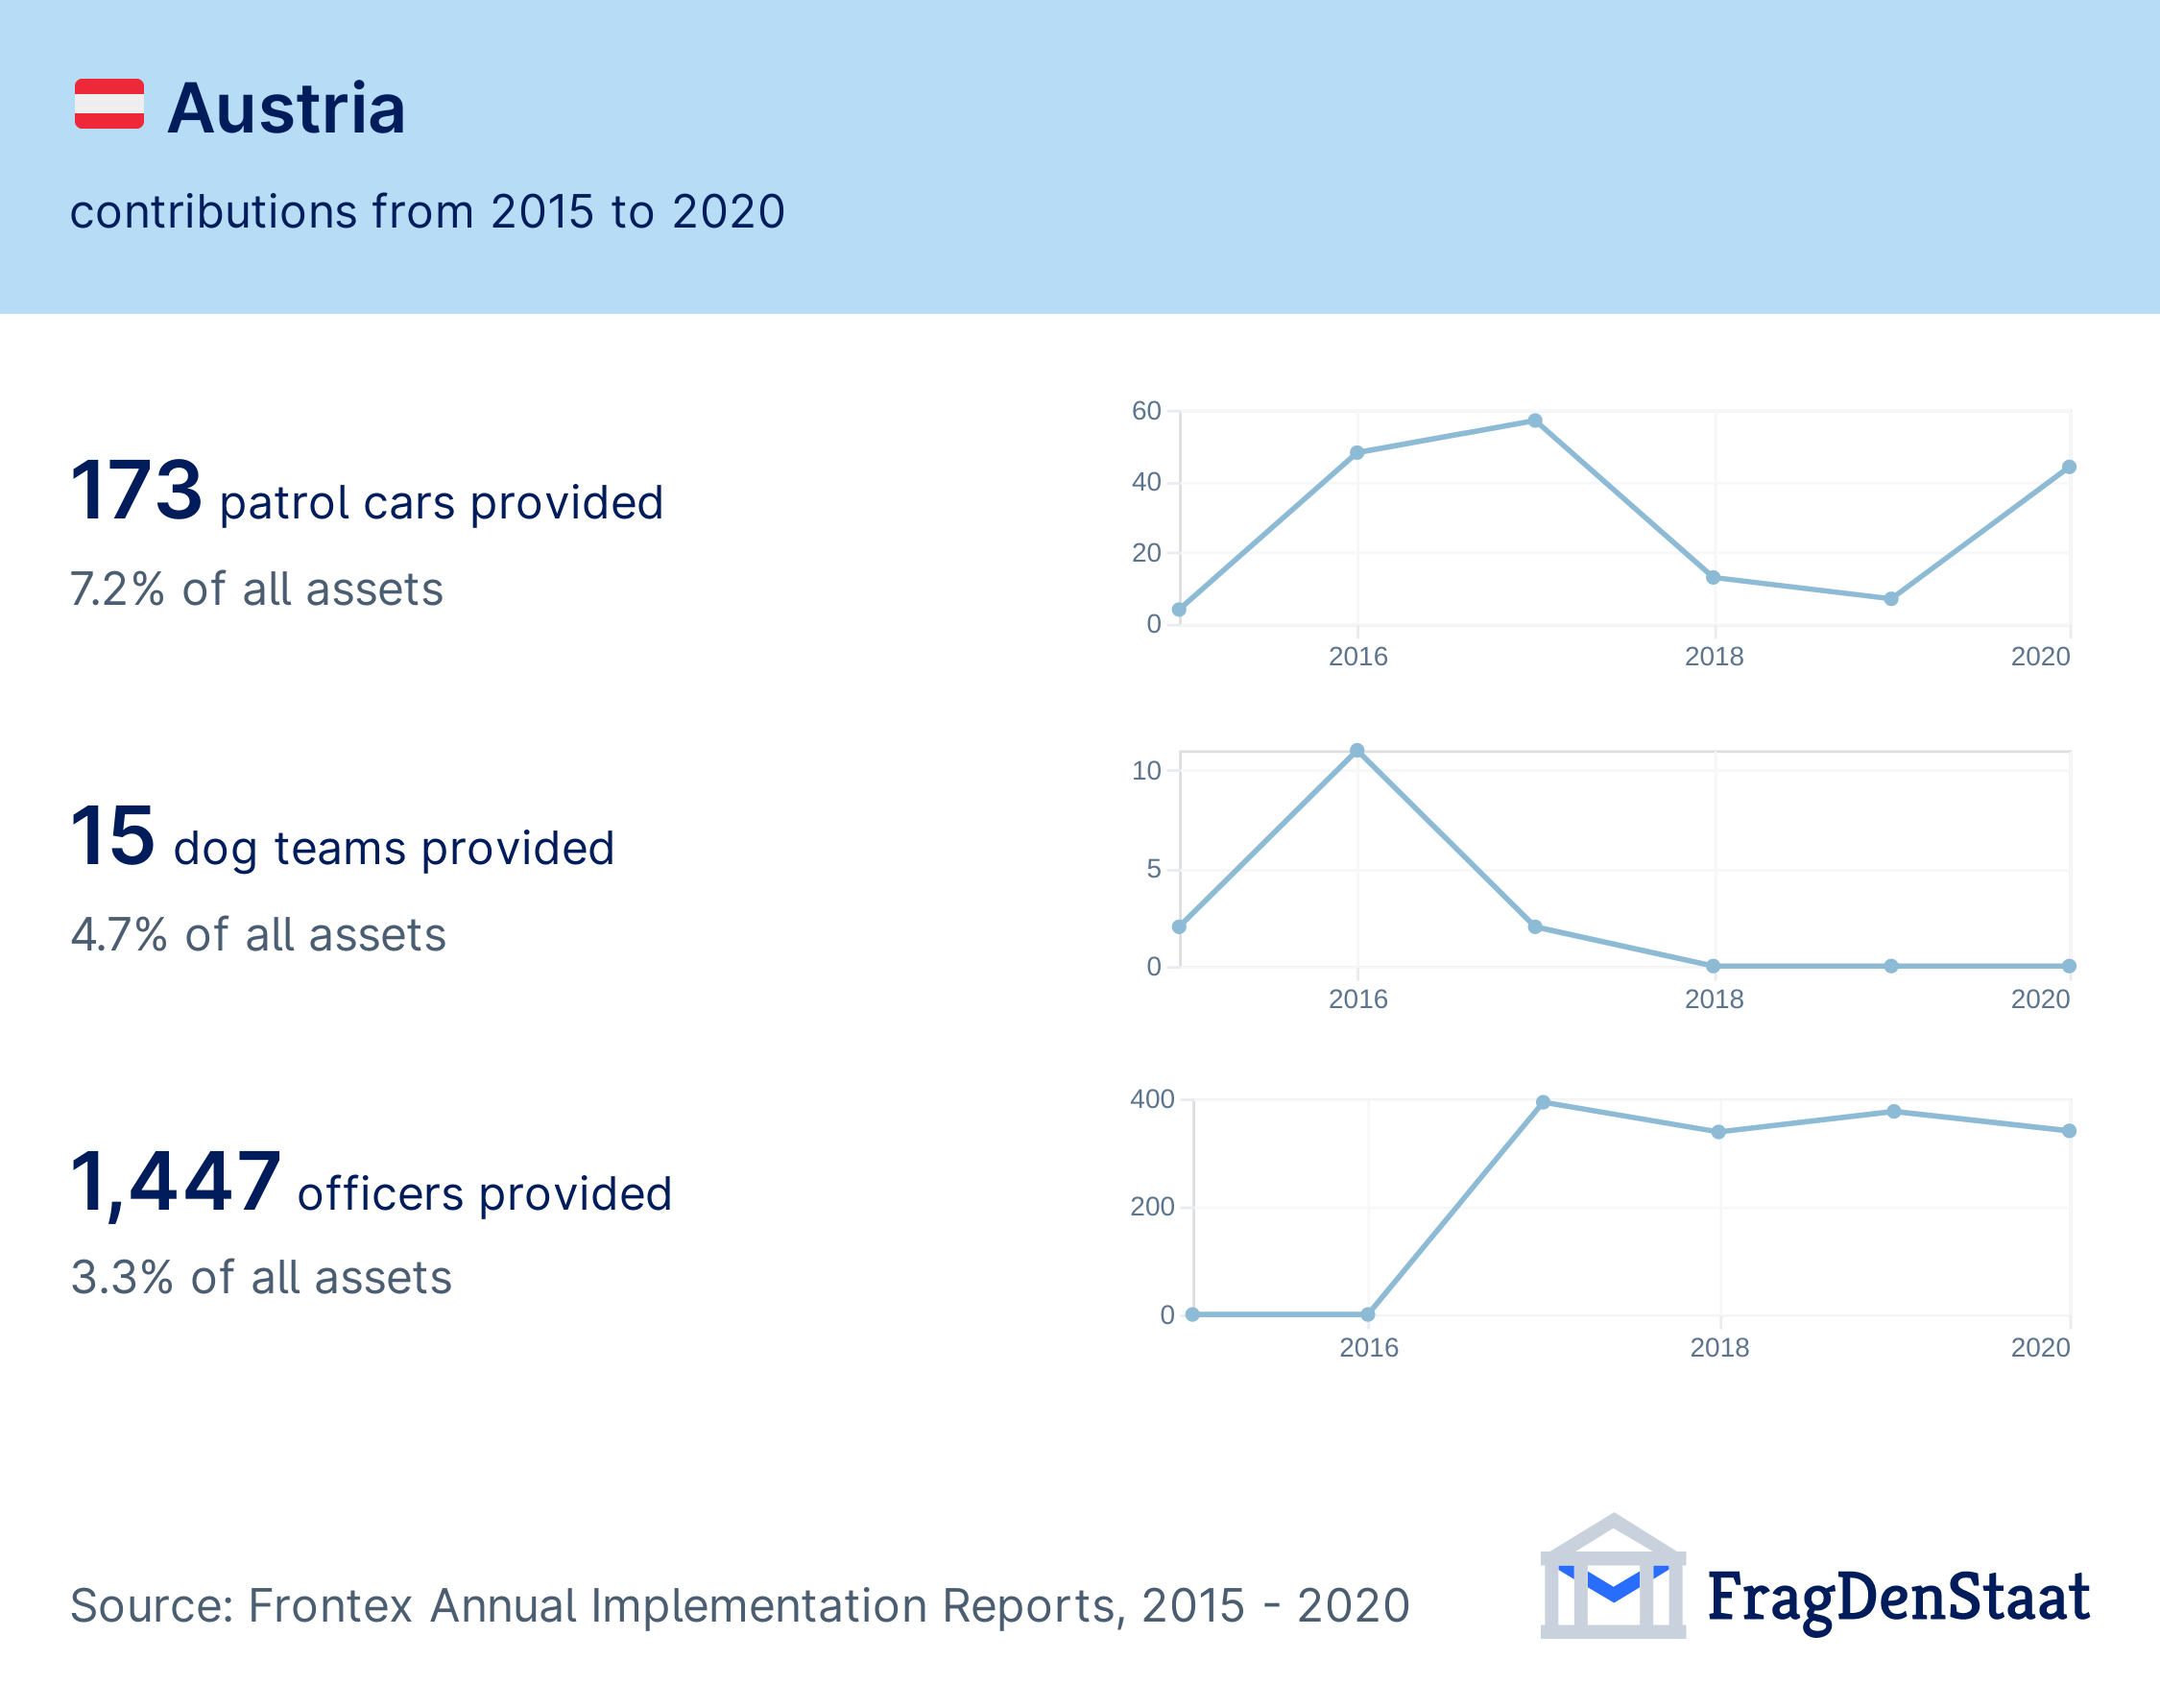 Austria
contributions from 2015 to 2020
173 patrol cars provided
7.2% of all assets
60
40
20
0
2016 2018 2020
15 dog teams provided
4.7% of all assets
10
5
0
2016 2018 2020
1,447 officers provided
3.3% of all assets
400
200
0
2016 2018 2020
Source: Frontex Annual Implementation Reports, 2015 - 2020
FragDenStaat